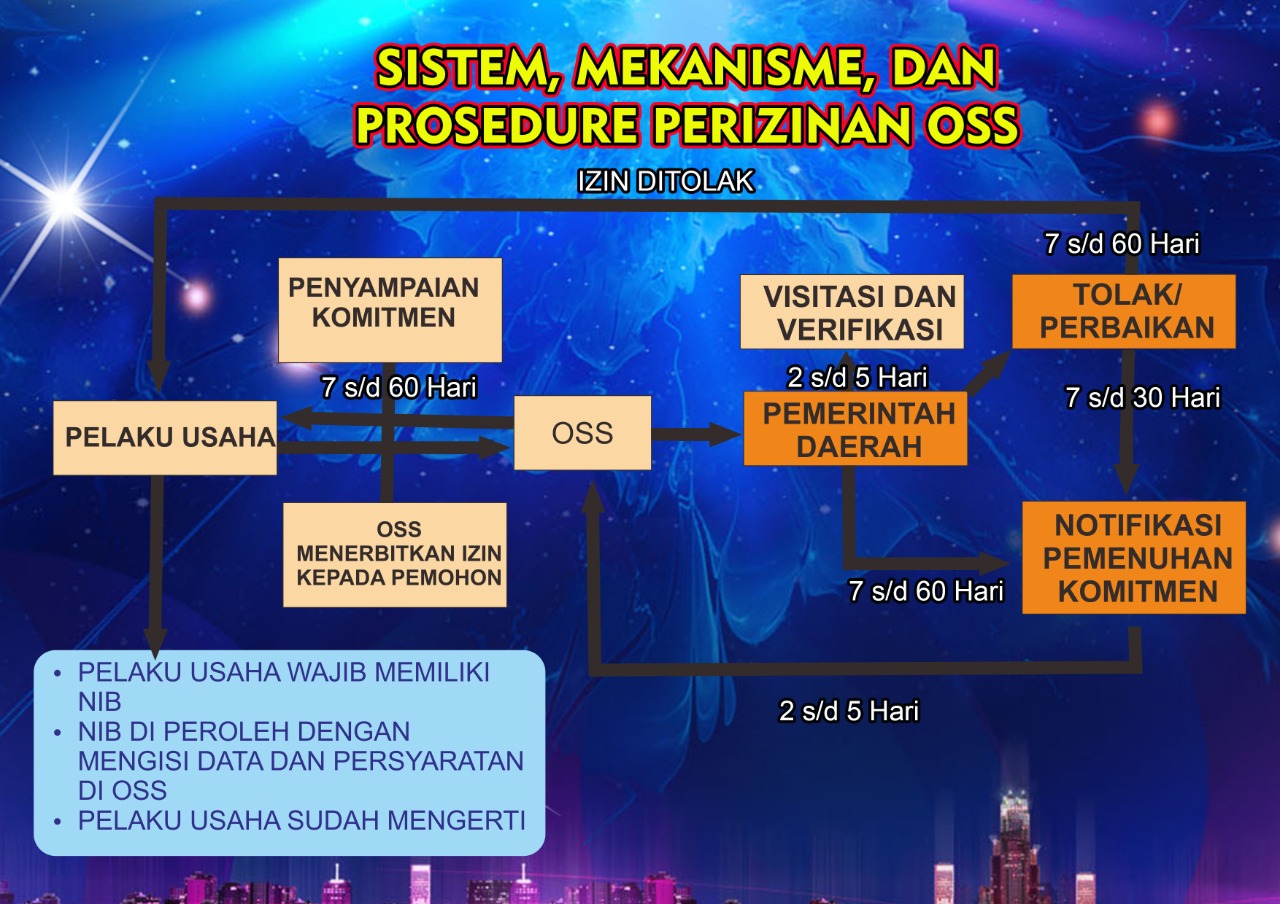 SISTEM, MEKANISME, DAN
PROSEDURE PERIZINAN OSS
IZIN DITOLAK
7 s/d 60 Hari
PENYAMPAIAN
KOMITMEN
VISITASI DAN
VERIFIKASI
TOLAK/
PERBAIKAN
7 s/d 60 Hari
2 s/d 5 Hari
7 s/d 30 Hari
PELAKU USAHA
OSS
PEMERINTAH
DAERAH
OSS
MENERBITKAN IZIN
KEPADA PEMOHON
NOTIFIKASI
PEMENUHAN
KOMITMEN
7 s/d 60 Hari
2 s/d 5 Hari
• PELAKU USAHA WAJIB MEMILIKI
NIB
• NIB DI PEROLEH DENGAN
MENGISI DATA DAN PERSYARATAN
DI OSS
• PELAKU USAHA SUDAH MENGERTI